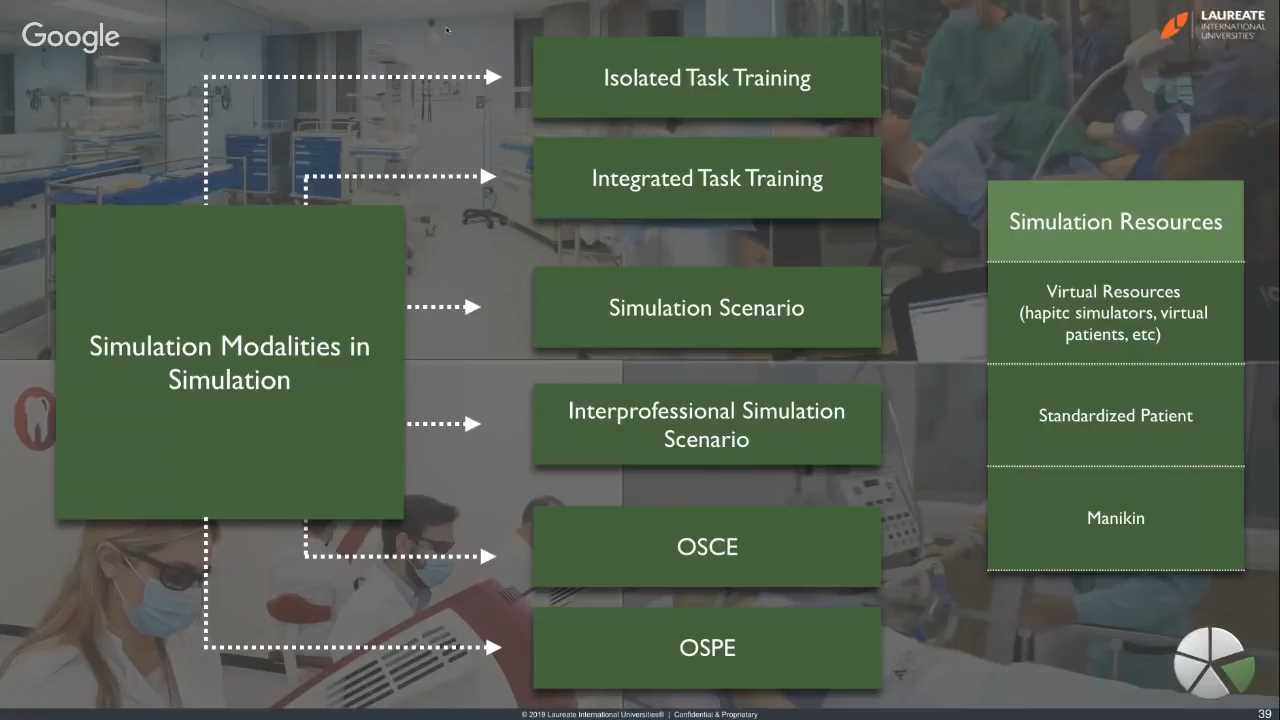 Google
LAUREATE
INTERNATIONAL
UNIVERSITIES
Isolated Task Training
Integrated Task Training
Simulation Modalities in
Simulation
Simulation Scenario
Interprofessional Simulation
Scenario
OSCE
OSPE
Simulation Resources
Virtual Resources
(hapitc simulators, virtual
patients, etc)
Standardized Patient
Manikin
© 2019 Laureate International Universities® | Confidential & Proprietary
39